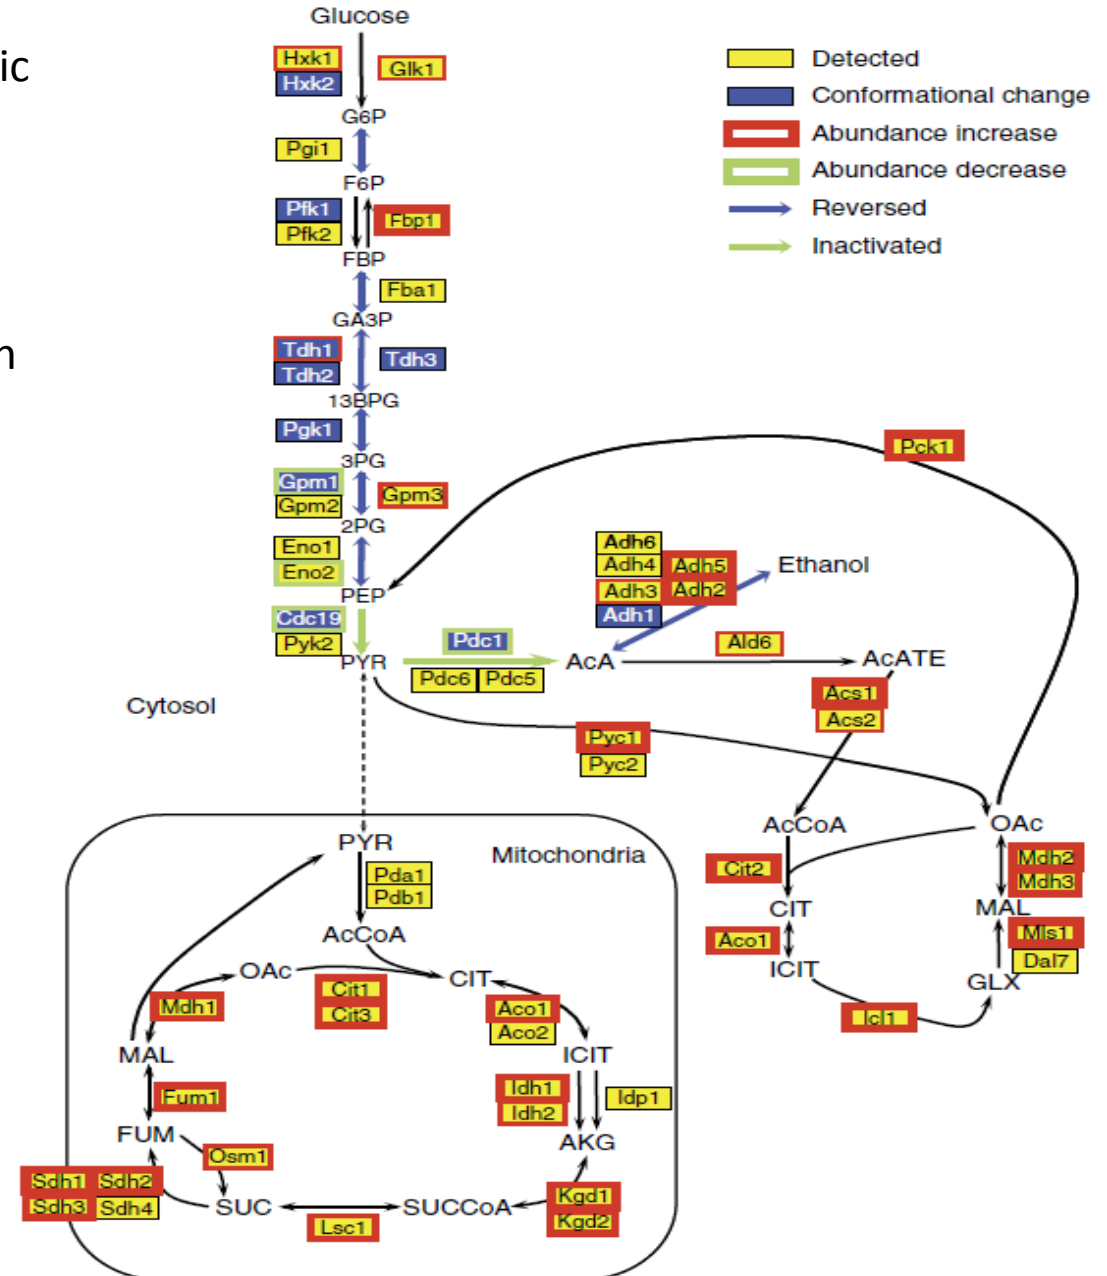 Glucose
ic
Hxk1
Glk1
Hxk2
G6P
Pgi1
F6P
Pfk1
Fbp1
Pfk2
FBP
Fba1
GA3P
n
Tdh1
Tdh3
Tdh2
13BPG
Pgk1
3PG
Gpm1
Gpm3
Gpm2
2PG
Eno1
Eno2
PEP
Cdc19
Pyk2
PYR
Detected
Conformational change
Abundance increase
Abundance decrease
Reversed
Inactivated
Pck1
Adh6
Adh4
Adh5
Adh3
Adh2
Adh1
Ethanol
Pdc1
Pdc6
Pdc5
AcA
Ald6
AcATE
Acs1
Acs2
Cytosol
Pyc1
Pyc2
AcCoA
OAc
Cit2
Mdh2
Mdh3
CIT
MAL
Aco1
Mls1
Dal7
ICIT
GLX
Icl1
PYR
Mitochondria
Pda1
Pdb1
AcCoA
OAc
CIT
Cit1
Cit3
Mdh1
Aco1
Aco2
MAL
ICIT
Fum1
Idh1
Idh2
Idp1
FUM
AKG
Osm1
Sdh1
Sdh2
Sdh3
Sdh4
SUC
SUCCoA
Kgd1
Kgd2
Lsc1